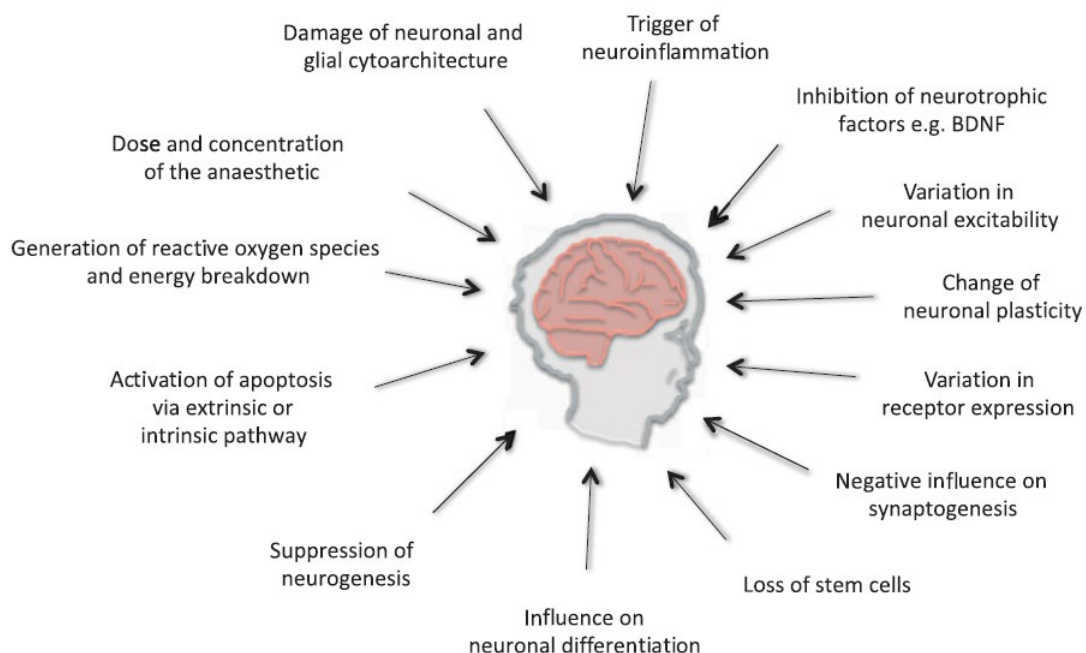 Damage of neuronal and
glial cytoarchitecture
Trigger of
neuroinflammation
Inhibition of neurotrophic
factors e.g. BDNF
Dose and concentration
of the anaesthetic
Variation in
neuronal excitability
Generation of reactive oxygen species
and energy breakdown
Change of
neuronal plasticity
Activation of apoptosis
via extrinsic or
intrinsic pathway
Variation in
receptor expression
Negative influence on
synaptogenesis
Suppression of
neurogenesis
Loss of stem cells
Influence on
neuronal differentiation